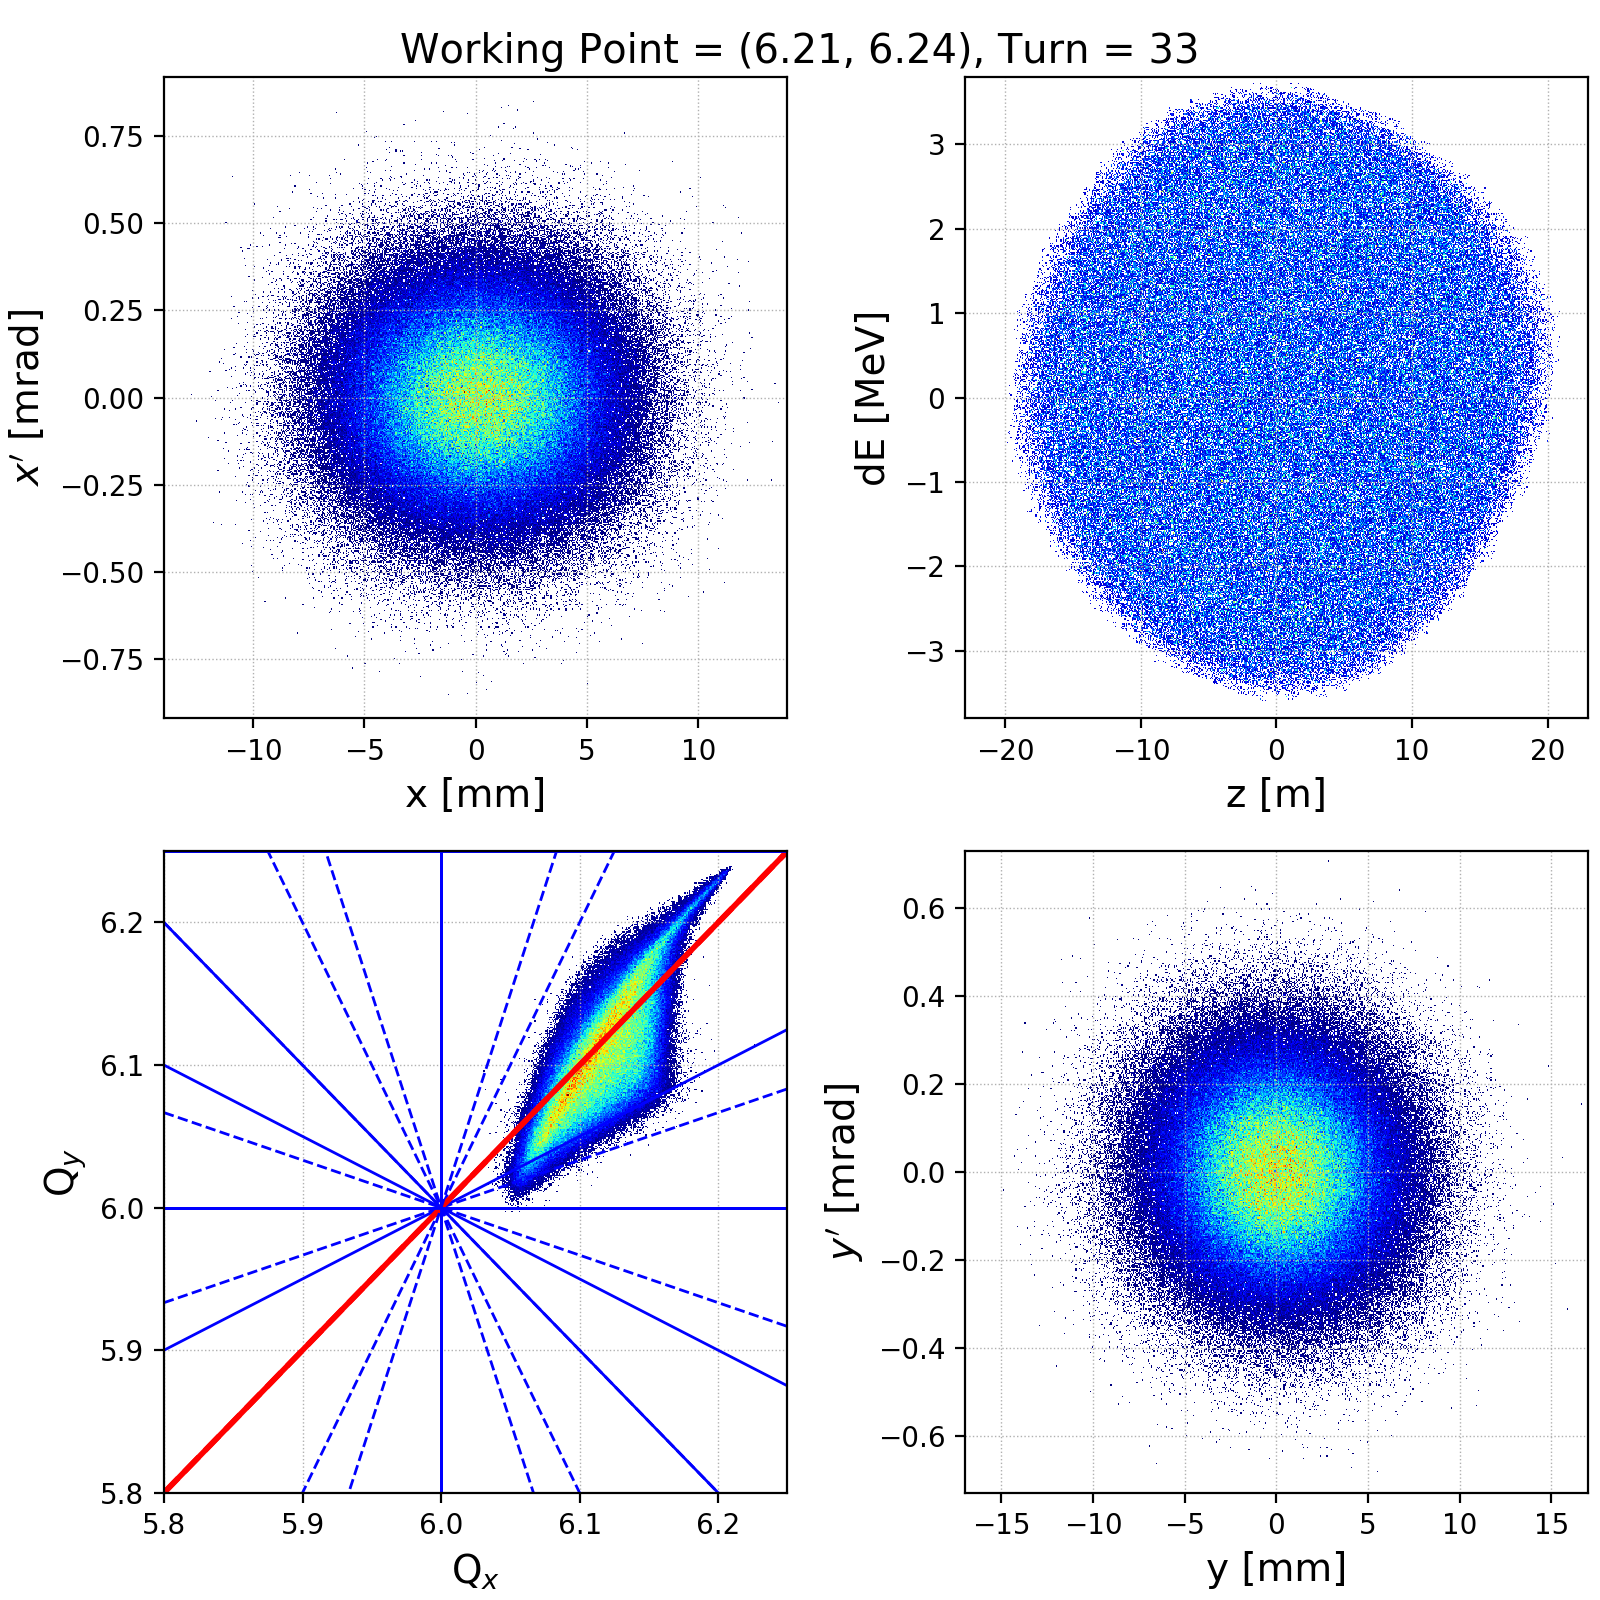 Working Point = (6.21, 6.24), Turn = 33
0.75
0.50
0.25
0.00
−0.25
−0.50
−0.75
x′ [mrad]
−10 −5 0 5 10
x [mm]
3
2
1
0
−1
−2
−3
dE [MeV]
−20 −10 0 10 20
z [m]
6.2
6.1
6.0
5.9
5.8
Qy
5.8 5.9 6.0 6.1 6.2
Qx
0.6
0.4
0.2
0.0
−0.2
−0.4
−0.6
y′ [mrad]
−15 −10 −5 0 5 10 15
y [mm]